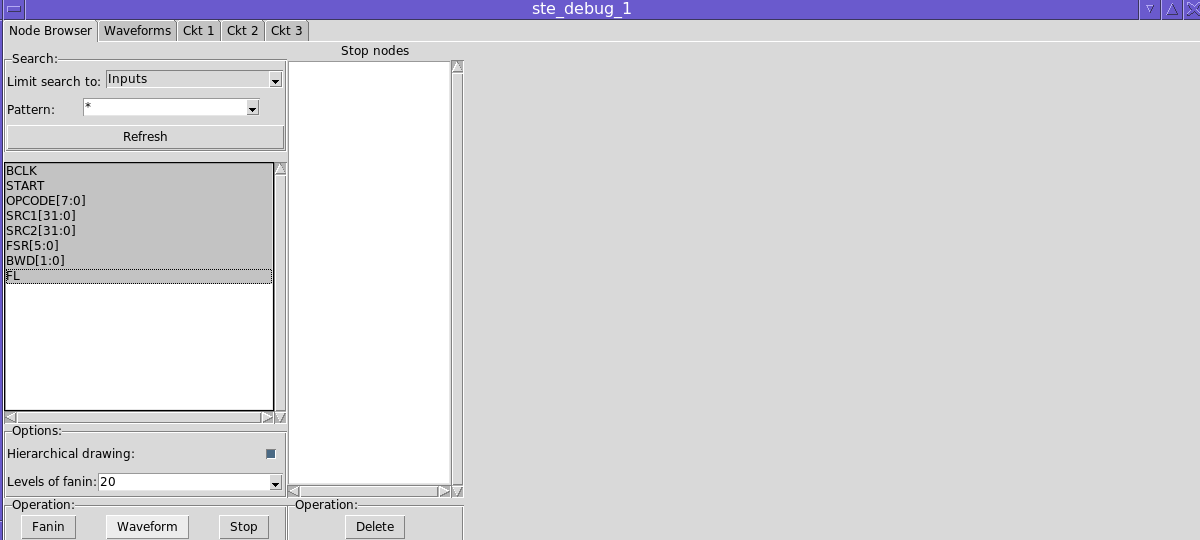 ste_debug_1
Node Browser Waveforms Ckt 1 Ckt 2 Ckt 3
Search:
Limit search to: Inputs
Pattern: *
Refresh
BCLK
START
OPCODE[7:0]
SRC1[31:0]
SRC2[31:0]
FSR[5:0]
BWD[1:0]
FL
Options:
Hierarchical drawing:
Levels of fanin: 20
Operation:
Fanin Waveform Stop
Stop nodes
Operation:
Delete